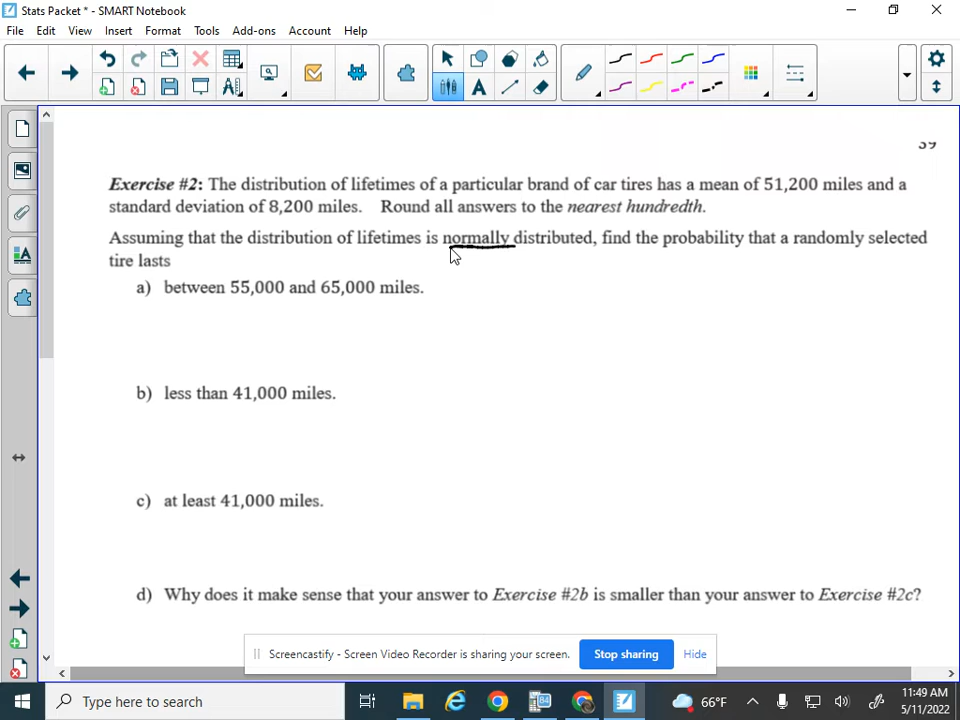 Stats Packet * - SMART Notebook
File Edit View Insert Format Tools Add-ons Account Help
Exercise #2: The distribution of lifetimes of a particular brand of car tires has a mean of 51,200 miles and a
standard deviation of 8,200 miles. Round all answers to the nearest hundredth.
Assuming that the distribution of lifetimes is normally distributed, find the probability that a randomly selected
tire lasts
a) between 55,000 and 65,000 miles.
b) less than 41,000 miles.
c) at least 41,000 miles.
d) Why does it make sense that your answer to Exercise #2b is smaller than your answer to Exercise #2c?
Screencastify - Screen Video Recorder is sharing your screen. Stop sharing Hide
Type here to search
66°F
11:49 AM
5/11/2022